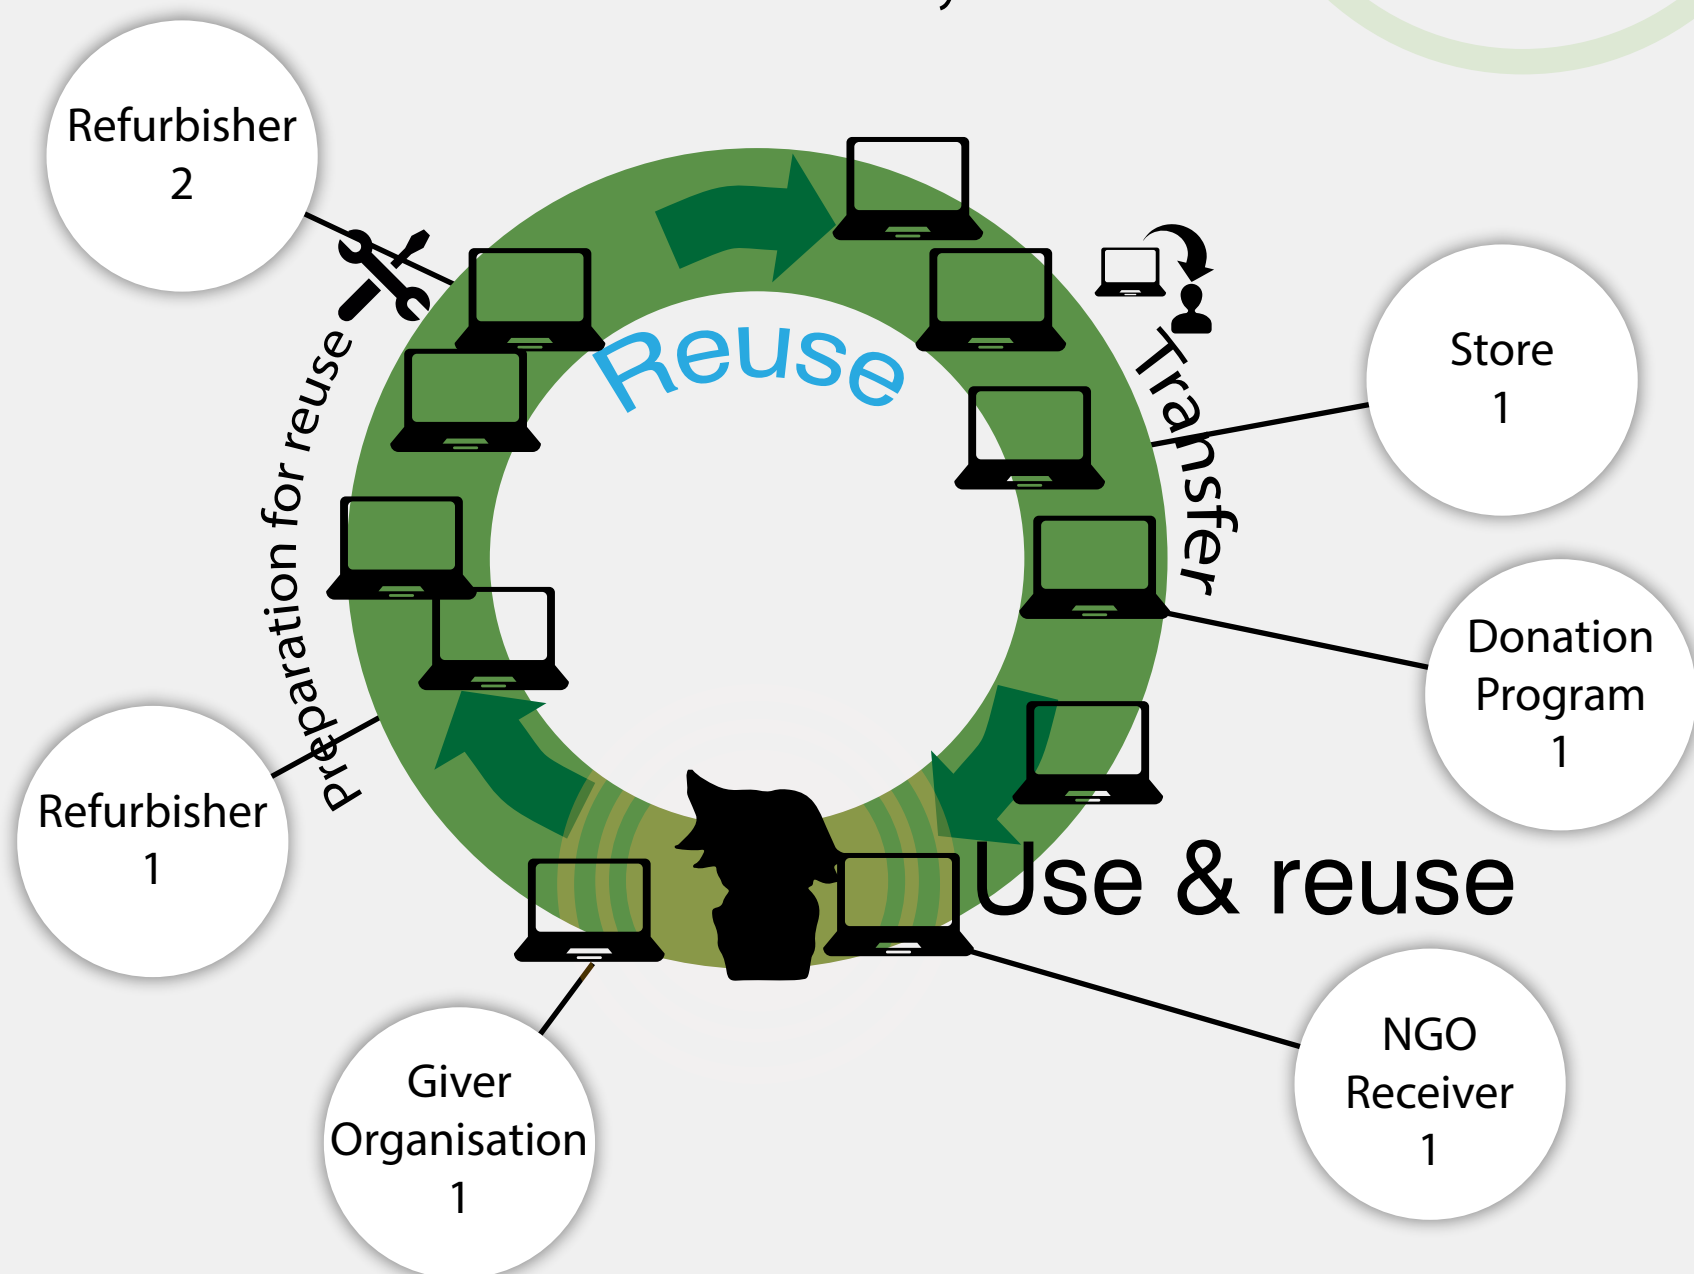 Refurbisher
2
Reuse
Preparation for reuse
Transfer
Store
1
Donation
Program
1
Refurbisher
1
Use & reuse
Giver
Organisation
1
NGO
Receiver
1